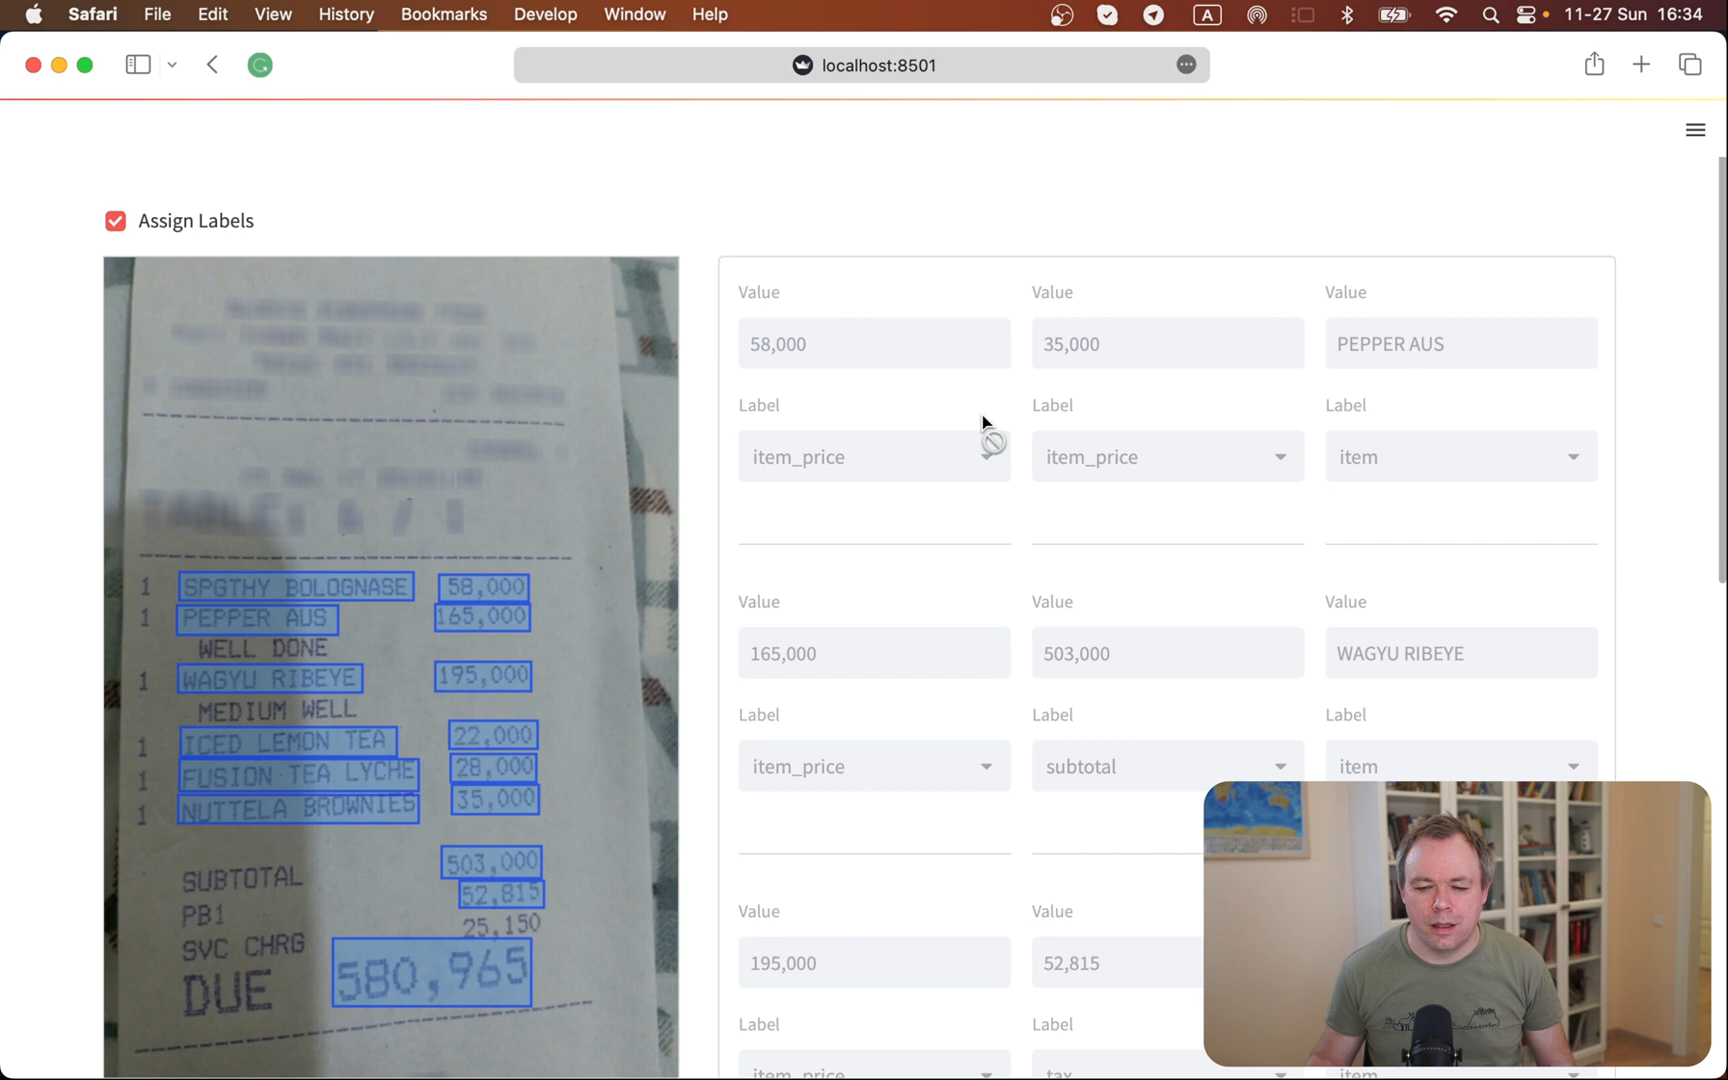 Safari File Edit View History Bookmarks Develop Window Help
A
11-27 Sun 16:34
localhost:8501
Assign Labels
1 SPGTHY BOLOGNASE 58,000
1 PEPPER AUS 165,000
WELL DONE
1 WAGYU RIBEYE 195,000
MEDIUM WELL
1 ICED LEMON TEA 22,000
1 FUSION TEA LYCHE 28,000
1 NUTTELA BROWNIES 35,000
SUBTOTAL 503,000
PB1 52,815
SVC CHRG 25,150
DUE 580,965
Value Value Value
58,000 35,000 PEPPER AUS
Label Label Label
item_price item_price item
Value Value Value
165,000 503,000 WAGYU RIBEYE
Label Label Label
item_price subtotal item
Value Value
195,000 52,815
Label Label
item_price tax